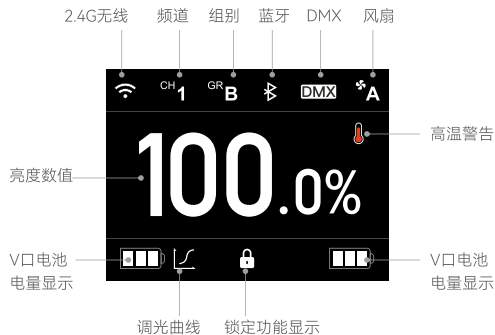 2.4G无线 频道 组别 蓝牙 DMX 风扇
CH 1 GR B DMX A
高温警告
亮度数值
100.0%
V口电池
电量显示
V口电池
电量显示
调光曲线 锁定功能显示